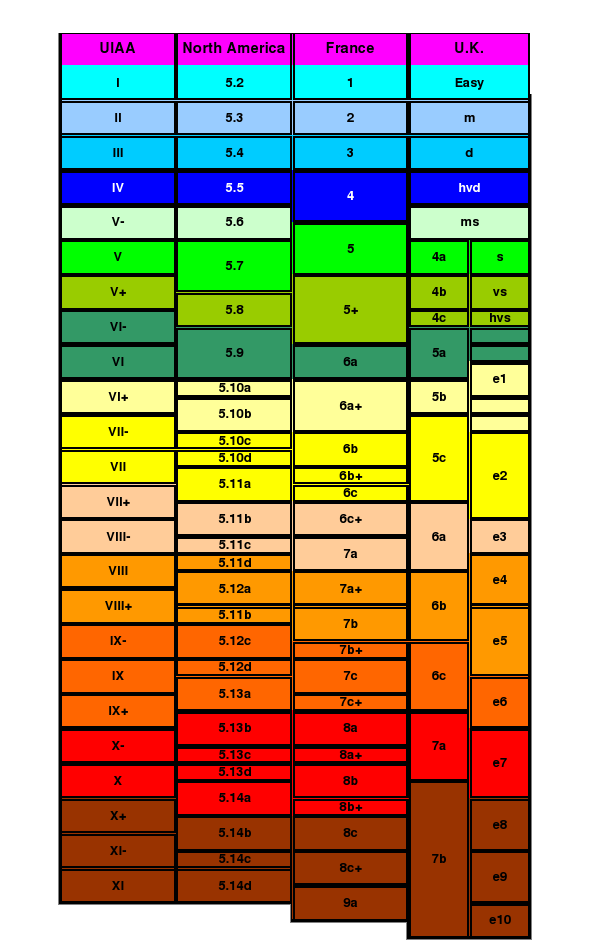 UIAA North America France U.K.
I 5.2 1 Easy
II 5.3 2 m
III 5.4 3 d
IV 5.5 4 hvd
V- 5.6 ms
V 5.7 5 4a s
V+ 5.8 5+ 4b vs
4c hvs
VI- 5.9 5a
VI 6a
e1
VI+ 5.10a 6a+ 5b
5.10b
VII- 5.10c 6b 5c
VII 5.10d e2
5.11a 6b+
6c
VII+ 5.11b 6c+ 6a
VIII- 5.11c 7a e3
VIII 5.11d e4
5.12a 7a+
VIII+ 5.11b 7b 6b
IX- 5.12c 7b+ e5
IX 5.12d 7c 6c
5.13a
IX+ 7c+ e6
X- 5.13b 8a 7a
5.13c 8a+ e7
X 5.13d 8b
5.14a 8b+
X+ 5.14b 8c e8
XI- 5.14c 8c+ 7b
XI 5.14d e9
9a
e10